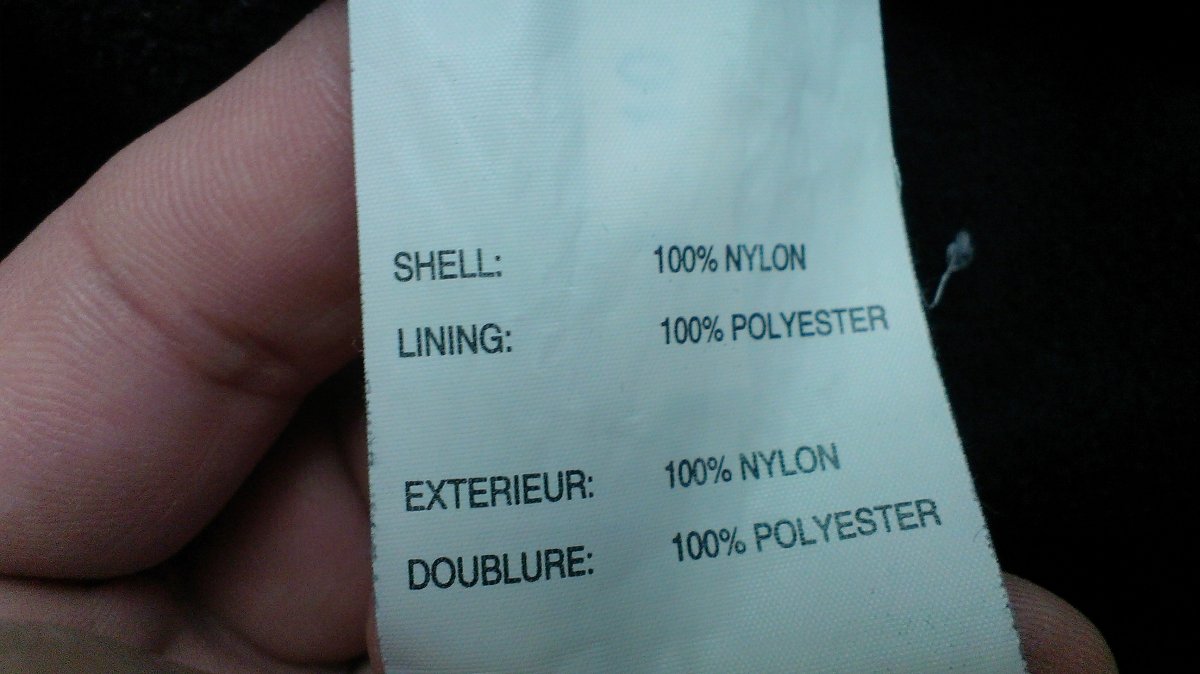 SHELL: 100% NYLON
LINING: 100% POLYESTER
EXTERIEUR: 100% NYLON
DOUBLURE: 100% POLYESTER